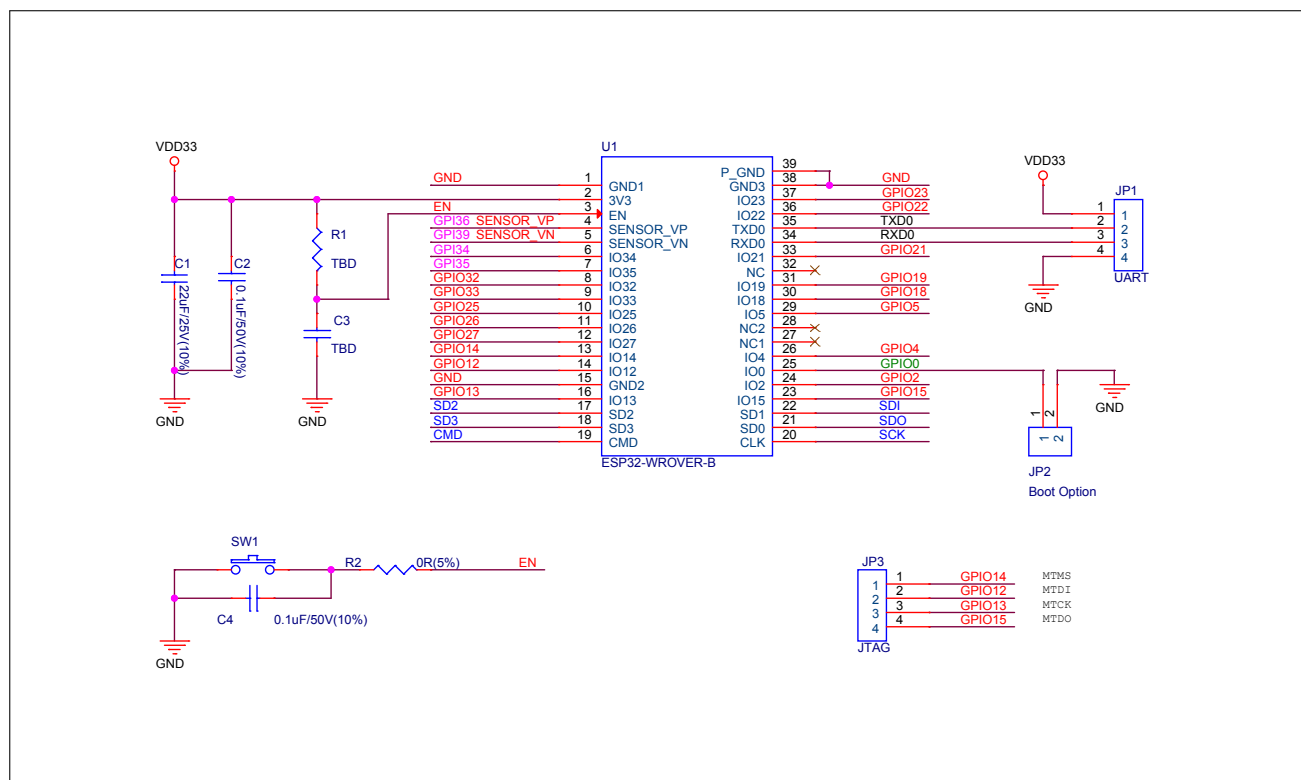 VDD33
C1
22uF/25V(10%)
C2
0.1uF/50V(10%)
R1
TBD
C3
TBD
GND
GND
U1
GND 1 GND1
2 3V3
EN 3 EN
GPI36 SENSOR_VP 4 SENSOR_VP
GPI39 SENSOR_VN 5 SENSOR_VN
GPI34 6 IO34
GPI35 7 IO35
GPIO32 8 IO32
GPIO33 9 IO33
GPIO25 10 IO25
GPIO26 11 IO26
GPIO27 12 IO27
GPIO14 13 IO14
GPIO12 14 IO12
GND 15 GND2
GPIO13 16 IO13
SD2 17 SD2
SD3 18 SD3
CMD 19 CMD
P_GND 39
GND3 38 GND
IO23 37 GPIO23
IO22 36 GPIO22
TXD0 35 TXD0
RXD0 34 RXD0
IO21 33 GPIO21
NC 32
IO19 31 GPIO19
IO18 30 GPIO18
IO5 29 GPIO5
NC2 28
NC1 27
IO4 26 GPIO4
IO0 25 GPIO0
IO2 24 GPIO2
IO15 23 GPIO15
SD1 22 SDI
SD0 21 SDO
CLK 20 SCK
ESP32-WROVER-B
VDD33
JP1
1 1
2 2
3 3
4 4
UART
GND
GND
1 2
1 2
JP2
Boot Option
SW1
R2 0R(5%) EN
C4 0.1uF/50V(10%)
GND
JP3
1 1 GPIO14 MTMS
2 2 GPIO12 MTDI
3 3 GPIO13 MTCK
4 4 GPIO15 MTDO
JTAG